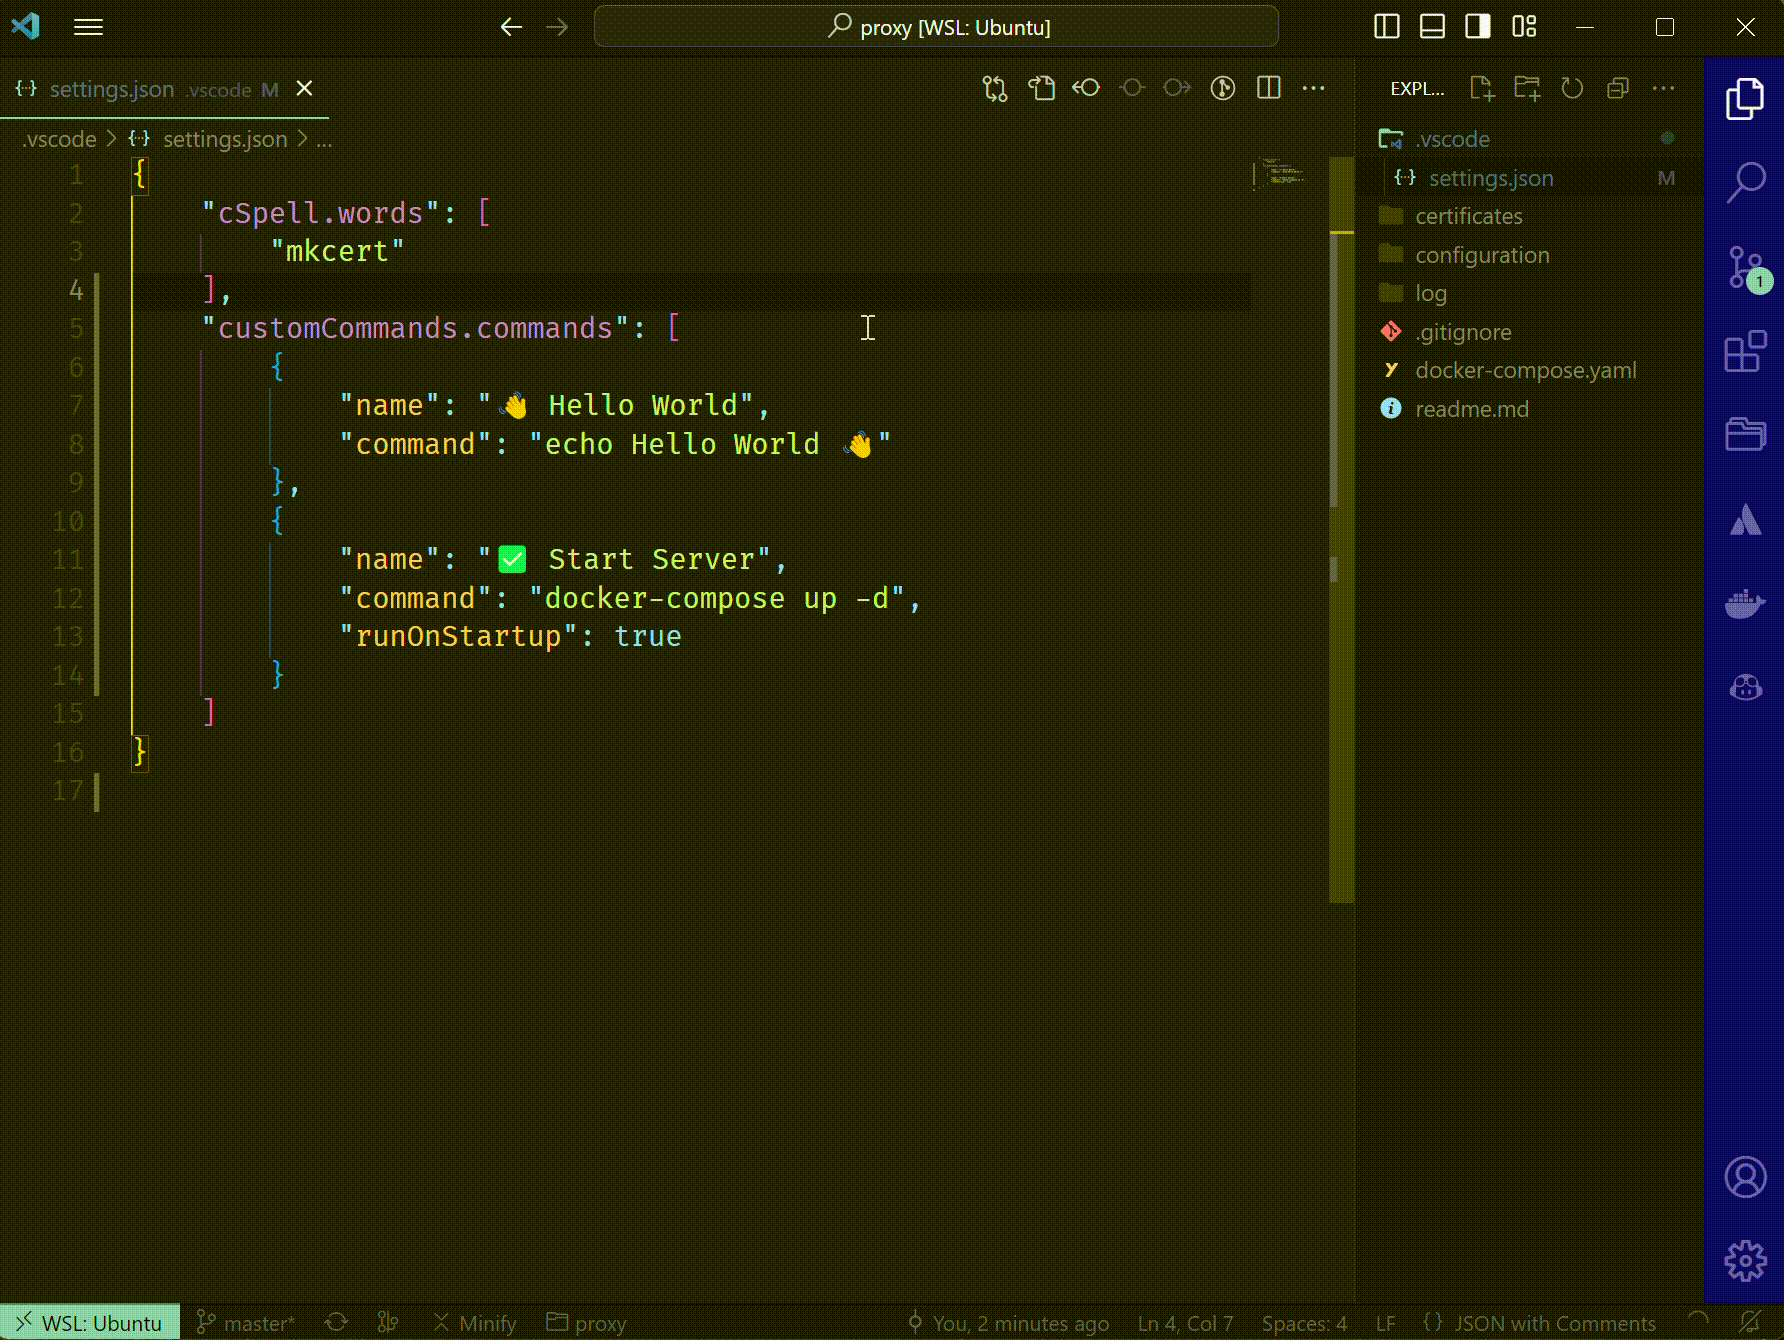 proxy [WSL: Ubuntu]
settings.json .vscode M
EXPL...
.vscode > settings.json > ...
1 {
2 "cSpell.words": [
3 "mkcert"
4 ],
5 "customCommands.commands": [
6 {
7 "name": "👋 Hello World",
8 "command": "echo Hello World 👋"
9 },
10 {
11 "name": "✅ Start Server",
12 "command": "docker-compose up -d",
13 "runOnStartup": true
14 }
15 ]
16 }
17
.vscode
settings.json M
certificates
configuration
log
.gitignore
docker-compose.yaml
readme.md
1
WSL: Ubuntu master* Minify proxy You, 2 minutes ago Ln 4, Col 7 Spaces: 4 LF {} JSON with Comments